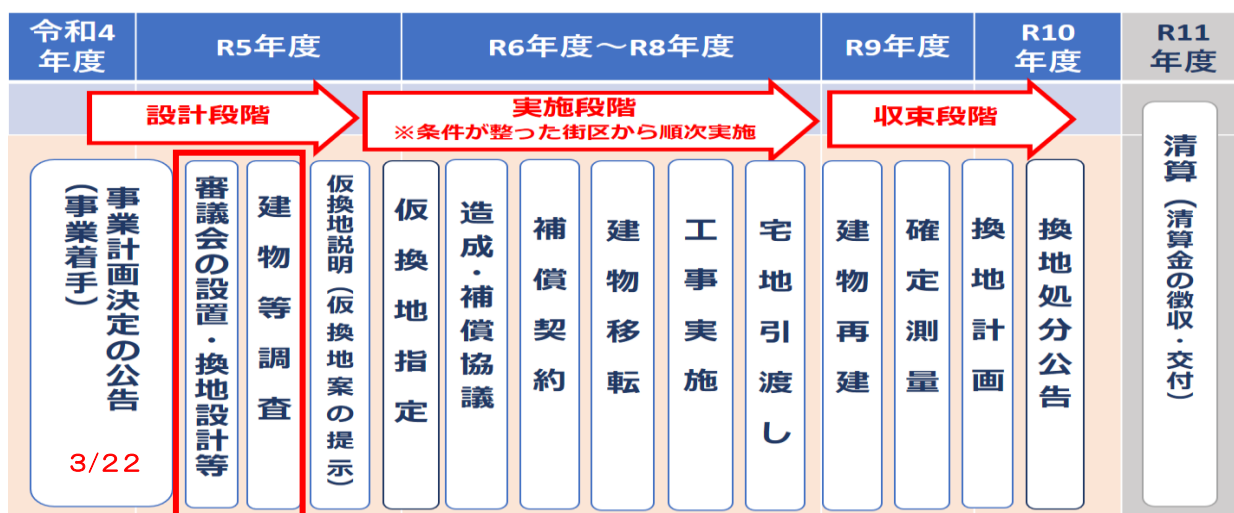 令和4
年度
R5年度
R6年度～R8年度
R9年度
R10
年度
R11
年度
設計段階
実施段階
※条件が整った街区から順次実施
収束段階
事業計画決定の公告
（事業着手）
3/22
審議会の設置・換地設計等
建物等調査
仮換地説明（仮換地案の提示）
仮換地指定
造成・補償協議
補償契約
建物移転
工事実施
宅地引渡し
建物再建
確定測量
換地計画
換地処分公告
清算（清算金の徴収・交付）